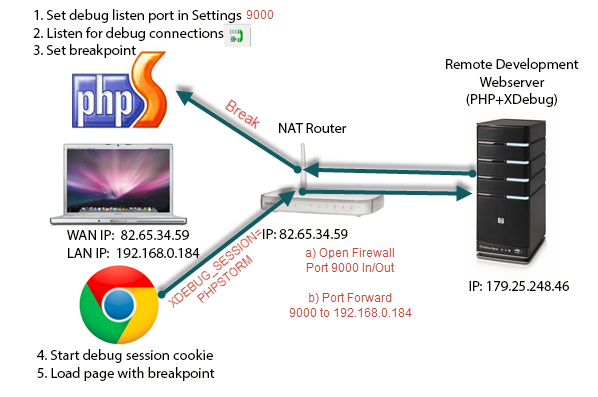 1. Set debug listen port in Settings 9000
2. Listen for debug connections
3. Set breakpoint
phpS
Break
NAT Router
Remote Development
Webserver
(PHP+XDebug)
WAN IP: 82.65.34.59
LAN IP: 192.168.0.184
XDEBUG_SESSION=
PHPSTORM
IP: 82.65.34.59
a) Open Firewall
Port 9000 In/Out
b) Port Forward
9000 to 192.168.0.184
IP: 179.25.248.46
4. Start debug session cookie
5. Load page with breakpoint